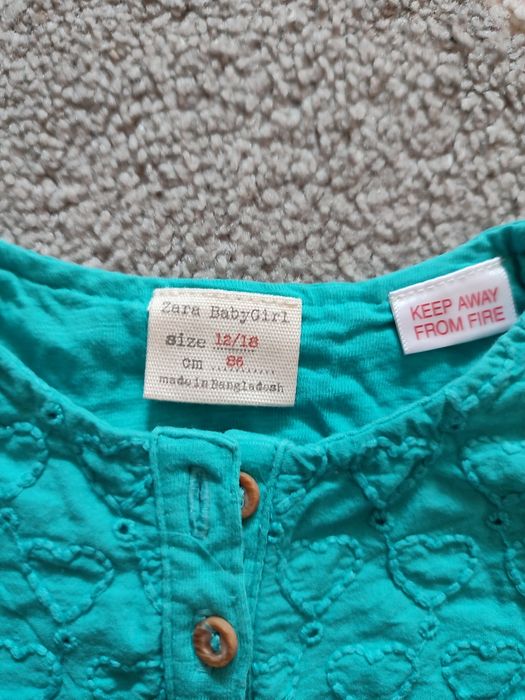 Zara BabyGirl
size 12/18
cm 86
made in Bangladesh
KEEP AWAY
FROM FIRE